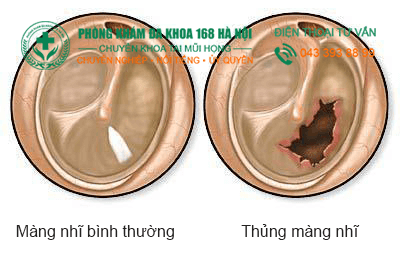 PHÒNG KHÁM ĐA KHOA 168 HÀ NỘI
CHUYÊN KHOA TAI MŨI HỌNG
ĐIỆN THOẠI TƯ VẤN
Màng nhĩ bình thường
Thủng màng nhĩ